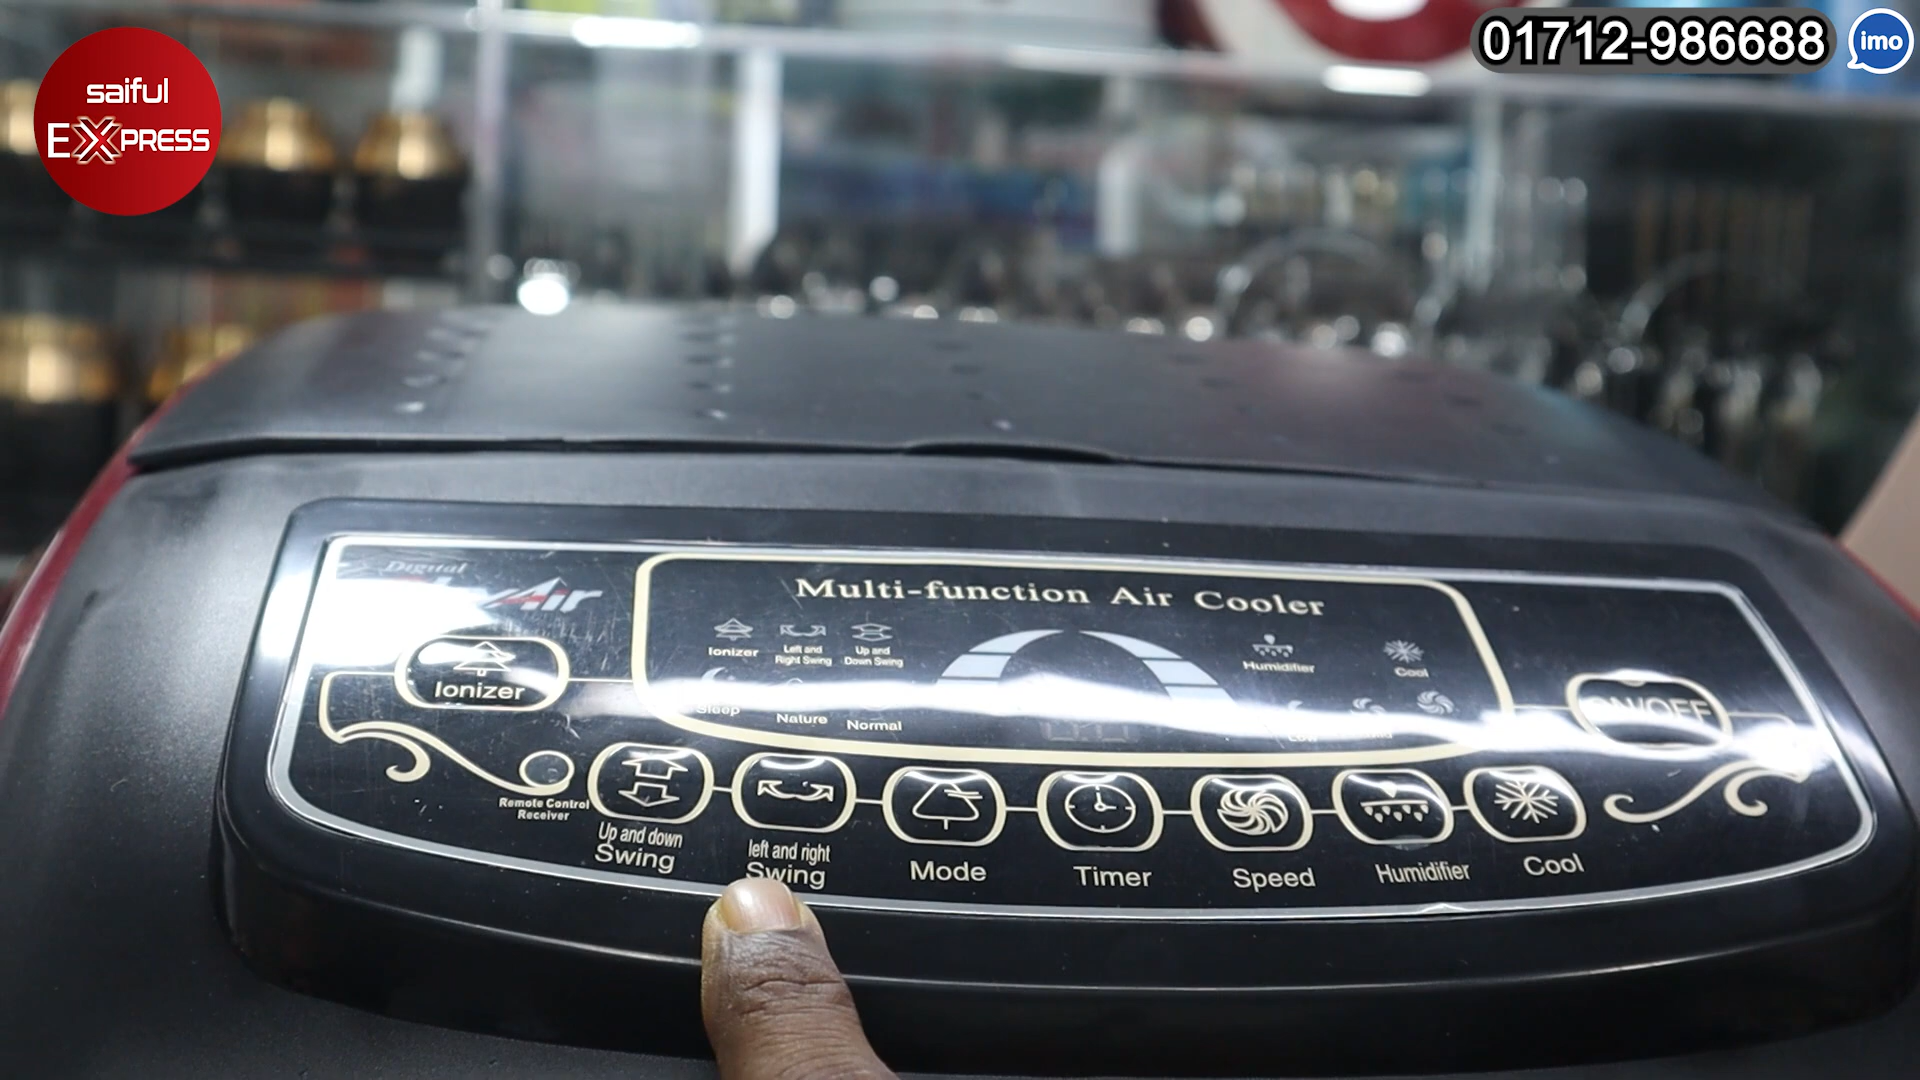 saiful
EXPRESS
01712-986688
imo
Digital
Air
Multi-function Air Cooler
Ionizer
Left and
Right Swing
Up and
Down Swing
Humidifier
Cool
Sleep
Nature
Normal
Low
Ionizer
ON/OFF
Remote Control
Receiver
Up and down
Swing
left and right
Swing
Mode
Timer
Speed
Humidifier
Cool